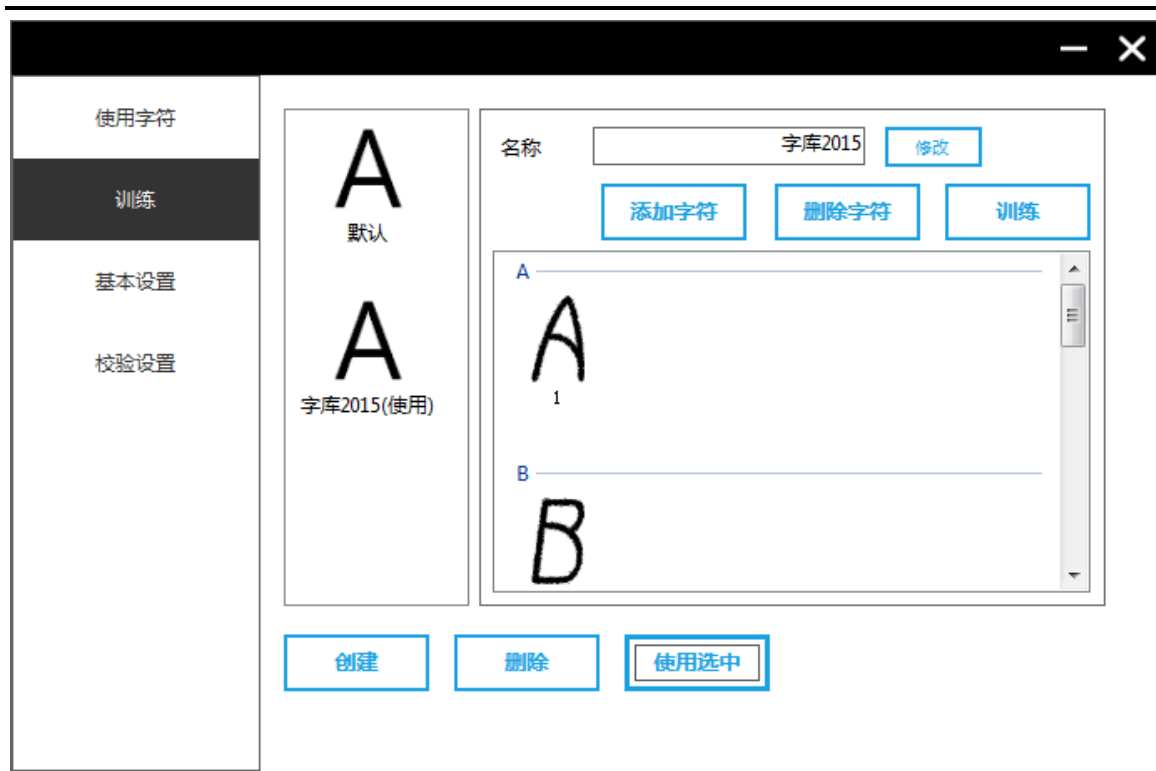 使用字符
训练
基本设置
校验设置
A
默认
A
字库2015(使用)
名称 字库2015 修改
添加字符 删除字符 训练
A
A
1
B
B
创建 删除 使用选中